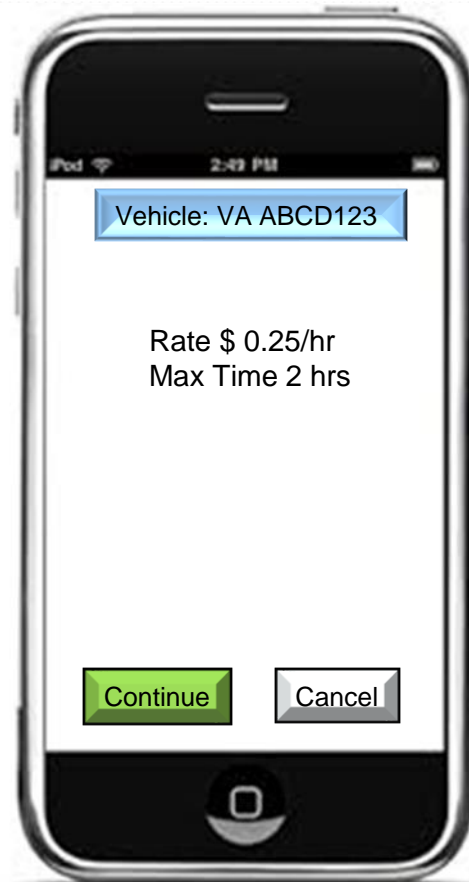 iPod 2:49 PM
Vehicle: VA ABCD123
Rate $ 0.25/hr
Max Time 2 hrs
Continue Cancel